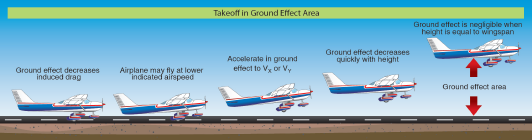 Takeoff in Ground Effect Area
Ground effect decreases
induced drag
Airplane may fly at lower
indicated airspeed
Accelerate in ground
effect to VX or VY
Ground effect decreases
quickly with height
Ground effect is negligible when
height is equal to wingspan
Ground effect area